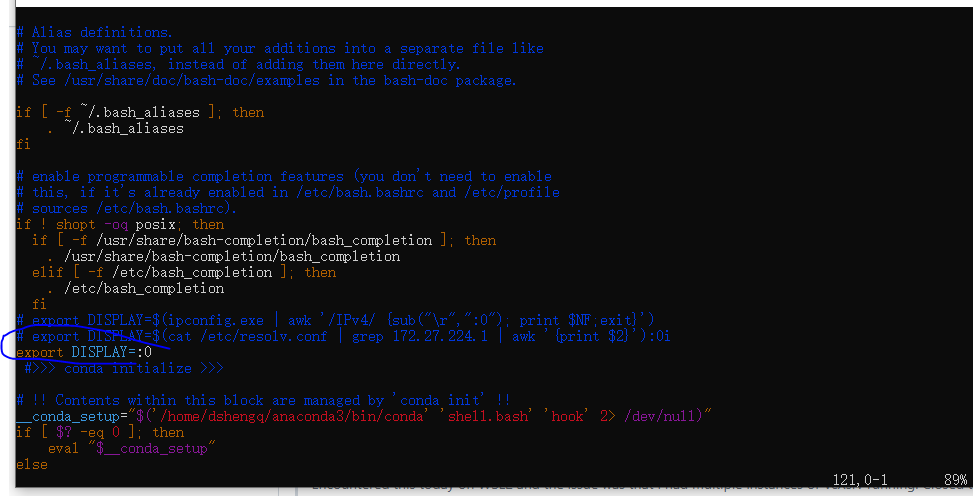 # Alias definitions.
# You may want to put all your additions into a separate file like
# ~/.bash_aliases, instead of adding them here directly.
# See /usr/share/doc/bash-doc/examples in the bash-doc package.
if [ -f ~/.bash_aliases ]; then
. ~/.bash_aliases
fi
# enable programmable completion features (you don't need to enable
# this, if it's already enabled in /etc/bash.bashrc and /etc/profile
# sources /etc/bash.bashrc).
if ! shopt -oq posix; then
if [ -f /usr/share/bash-completion/bash_completion ]; then
. /usr/share/bash-completion/bash_completion
elif [ -f /etc/bash_completion ]; then
. /etc/bash_completion
fi
# export DISPLAY=$(ipconfig.exe | awk '/IPv4/ {sub("\r",":0"); print $NF;exit}')
# export DISPLAY=$(cat /etc/resolv.conf | grep 172.27.224.1 | awk '{print $2}'):0i
export DISPLAY=:0
#>>> conda initialize >>>
# !! Contents within this block are managed by 'conda init' !!
__conda_setup="$('/home/dshengq/anaconda3/bin/conda' 'shell.bash' 'hook' 2> /dev/null)"
if [ $? -eq 0 ]; then
eval "$__conda_setup"
else
121,0-1 89%